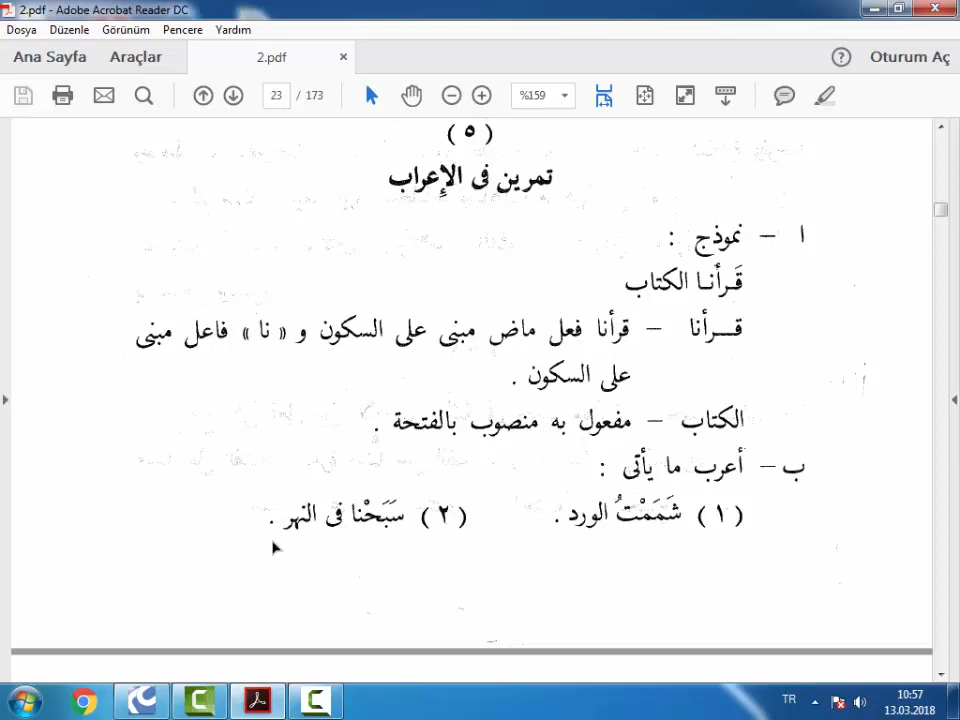 2.pdf - Adobe Acrobat Reader DC
Dosya Düzenle Görünüm Pencere Yardım
Ana Sayfa Araçlar 2.pdf × ? Oturum Aç
23 / 173 %159
( ٥ )
تمرين فى الإعراب
ا – نموذج :
قَـرأنـا الكتاب
قـــرأنا – قرأنا فعل ماض مبنى على السكون و « نا » فاعل مبنى
على السكون .
الكتاب – مفعول به منصوب بالفتحة .
ب – أعرب ما يأتى :
( ١ ) شَمَمْتُ الورد . ( ٢ ) سَبَحْنا فى النهر .
TR 10:57
13.03.2018